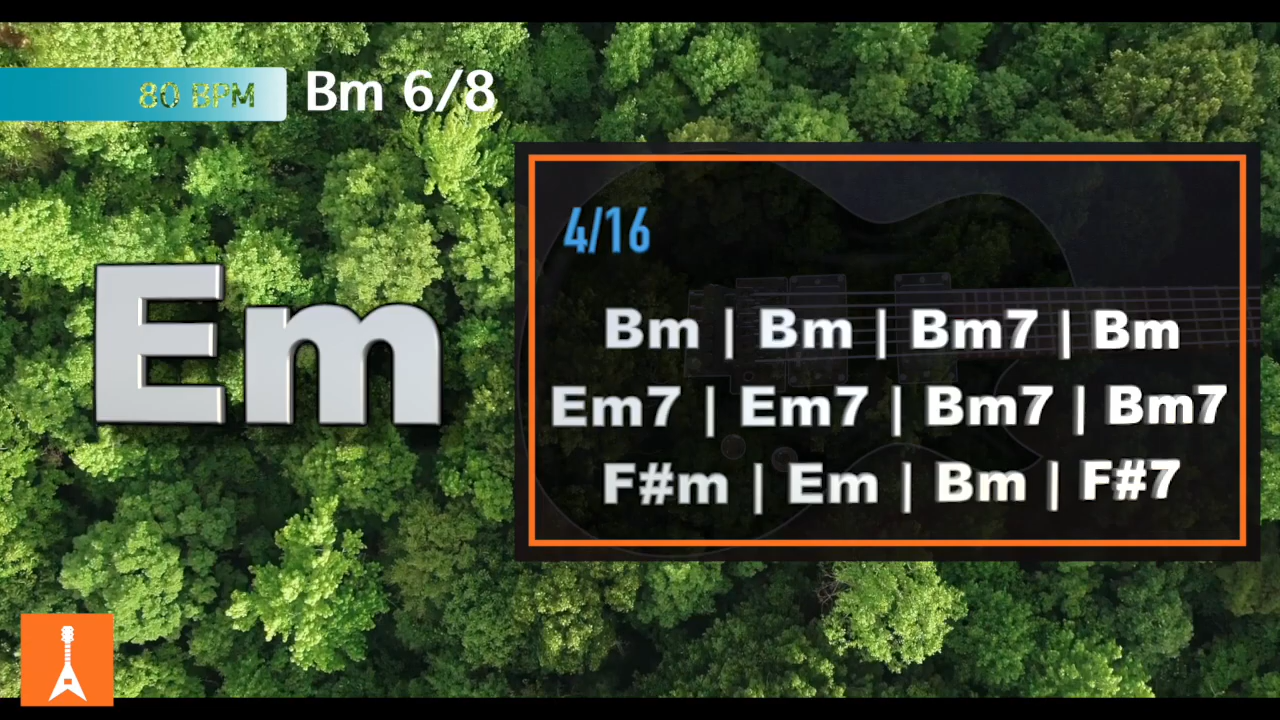 80 BPM Bm 6/8
4/16
Em
Bm | Bm | Bm7 | Bm
Em7 | Em7 | Bm7 | Bm7
F#m | Em | Bm | F#7